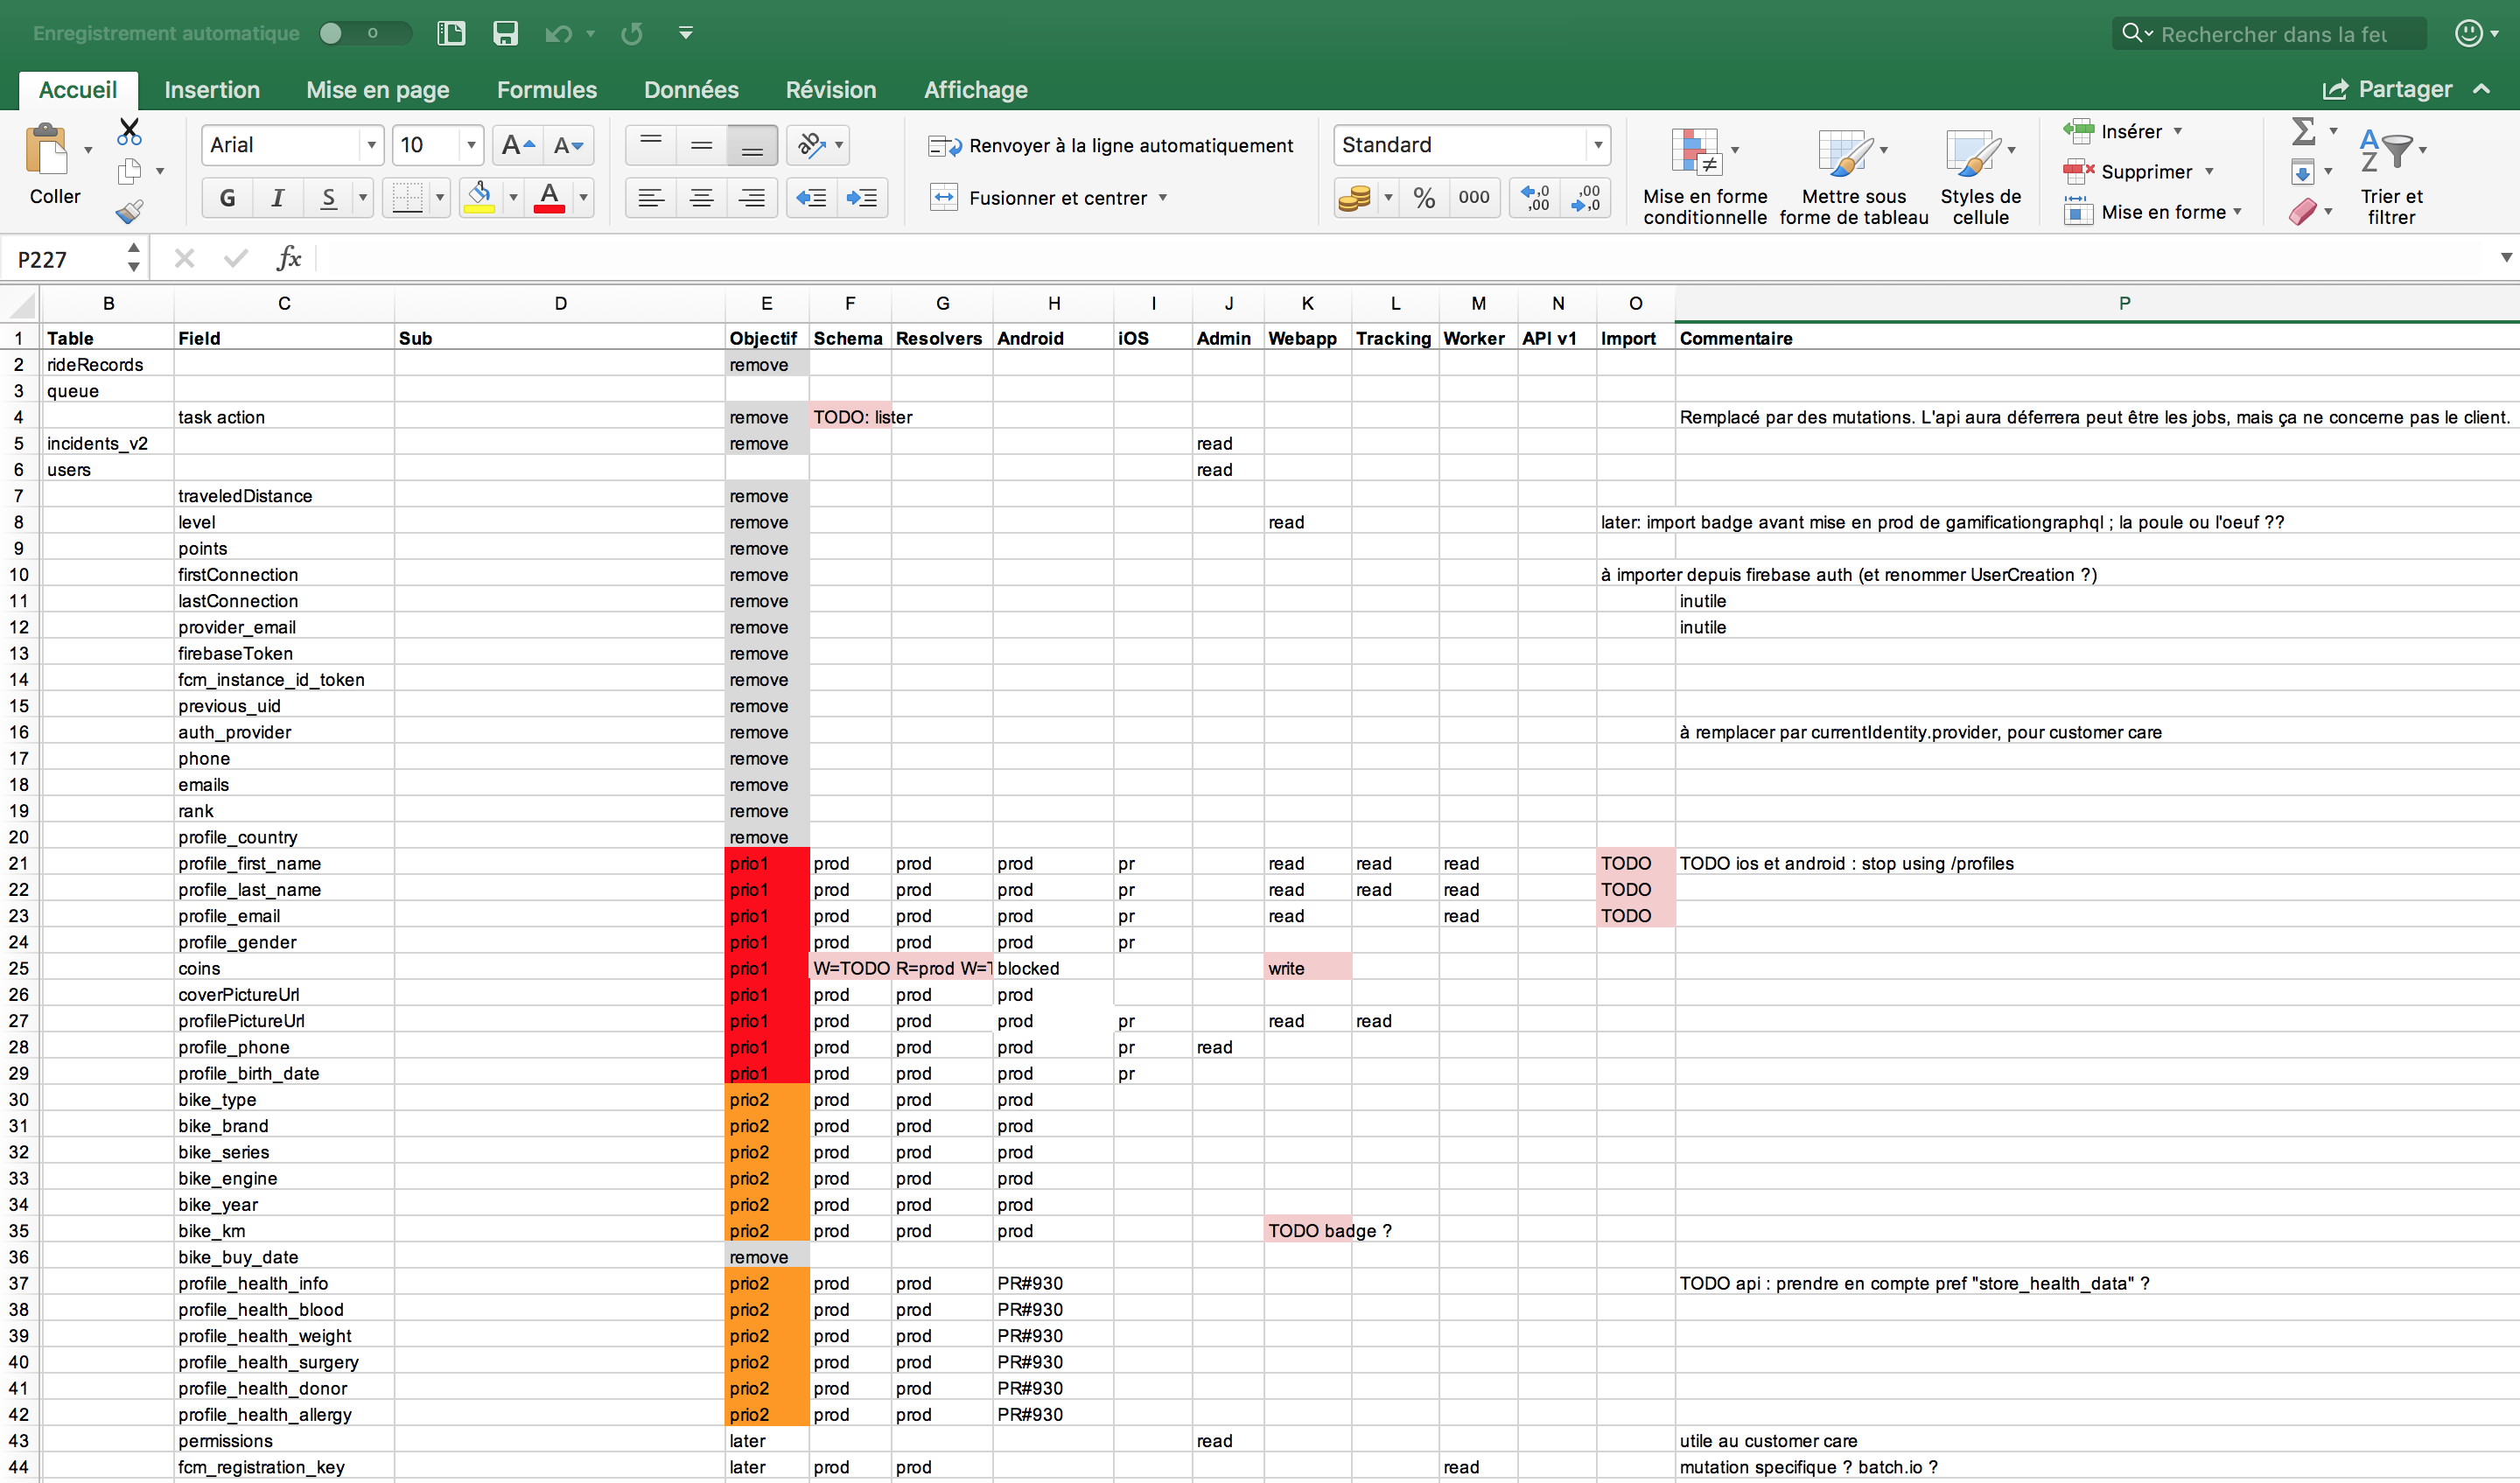 Enregistrement automatique O Rechercher dans la feu
Accueil Insertion Mise en page Formules Données Révision Affichage Partager
Arial 10 A A ab Renvoyer à la ligne automatiquement Standard Insérer Σ
Coller G I S A Fusionner et centrer % 000 ,0 ,00 ,00 ,0 Mise en forme conditionnelle Mettre sous forme de tableau Styles de cellule Supprimer Mise en forme A Z Trier et filtrer
P227 fx
B C D E F G H I J K L M N O P
1 Table Field Sub Objectif Schema Resolvers Android iOS Admin Webapp Tracking Worker API v1 Import Commentaire
2 rideRecords remove
3 queue
4 task action remove TODO: lister Remplacé par des mutations. L'api aura déferrera peut être les jobs, mais ça ne concerne pas le client.
5 incidents_v2 remove read
6 users read
7 traveledDistance remove
8 level remove read later: import badge avant mise en prod de gamificationgraphql ; la poule ou l'oeuf ??
9 points remove
10 firstConnection remove à importer depuis firebase auth (et renommer UserCreation ?)
11 lastConnection remove inutile
12 provider_email remove inutile
13 firebaseToken remove
14 fcm_instance_id_token remove
15 previous_uid remove
16 auth_provider remove à remplacer par currentIdentity.provider, pour customer care
17 phone remove
18 emails remove
19 rank remove
20 profile_country remove
21 profile_first_name prio1 prod prod prod pr read read read TODO TODO ios et android : stop using /profiles
22 profile_last_name prio1 prod prod prod pr read read read TODO
23 profile_email prio1 prod prod prod pr read read TODO
24 profile_gender prio1 prod prod prod pr
25 coins prio1 W=TODO R=prod W=T blocked write
26 coverPictureUrl prio1 prod prod prod
27 profilePictureUrl prio1 prod prod prod pr read read
28 profile_phone prio1 prod prod prod pr read
29 profile_birth_date prio1 prod prod prod pr
30 bike_type prio2 prod prod prod
31 bike_brand prio2 prod prod prod
32 bike_series prio2 prod prod prod
33 bike_engine prio2 prod prod prod
34 bike_year prio2 prod prod prod
35 bike_km prio2 prod prod prod TODO badge ?
36 bike_buy_date remove
37 profile_health_info prio2 prod prod PR#930 TODO api : prendre en compte pref "store_health_data" ?
38 profile_health_blood prio2 prod prod PR#930
39 profile_health_weight prio2 prod prod PR#930
40 profile_health_surgery prio2 prod prod PR#930
41 profile_health_donor prio2 prod prod PR#930
42 profile_health_allergy prio2 prod prod PR#930
43 permissions later read utile au customer care
44 fcm_registration_key later prod prod read mutation specifique ? batch.io ?